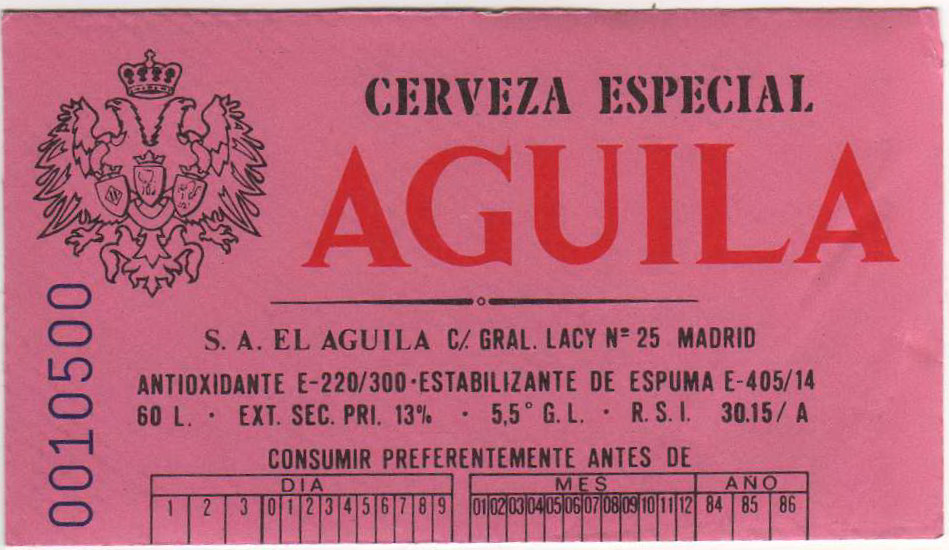 CERVEZA ESPECIAL
AGUILA
S. A. EL AGUILA C/. GRAL. LACY Nº 25 MADRID
ANTIOXIDANTE E-220/300·ESTABILIZANTE DE ESPUMA E-405/14
60 L. · EXT. SEC. PRI. 13% · 5,5° G. L. · R. S. I. 30.15/A
CONSUMIR PREFERENTEMENTE ANTES DE
DIA MES AÑO
1 2 3 0 1 2 3 4 5 6 7 8 9 01 02 03 04 05 06 07 08 09 10 11 12 84 85 86
0010500